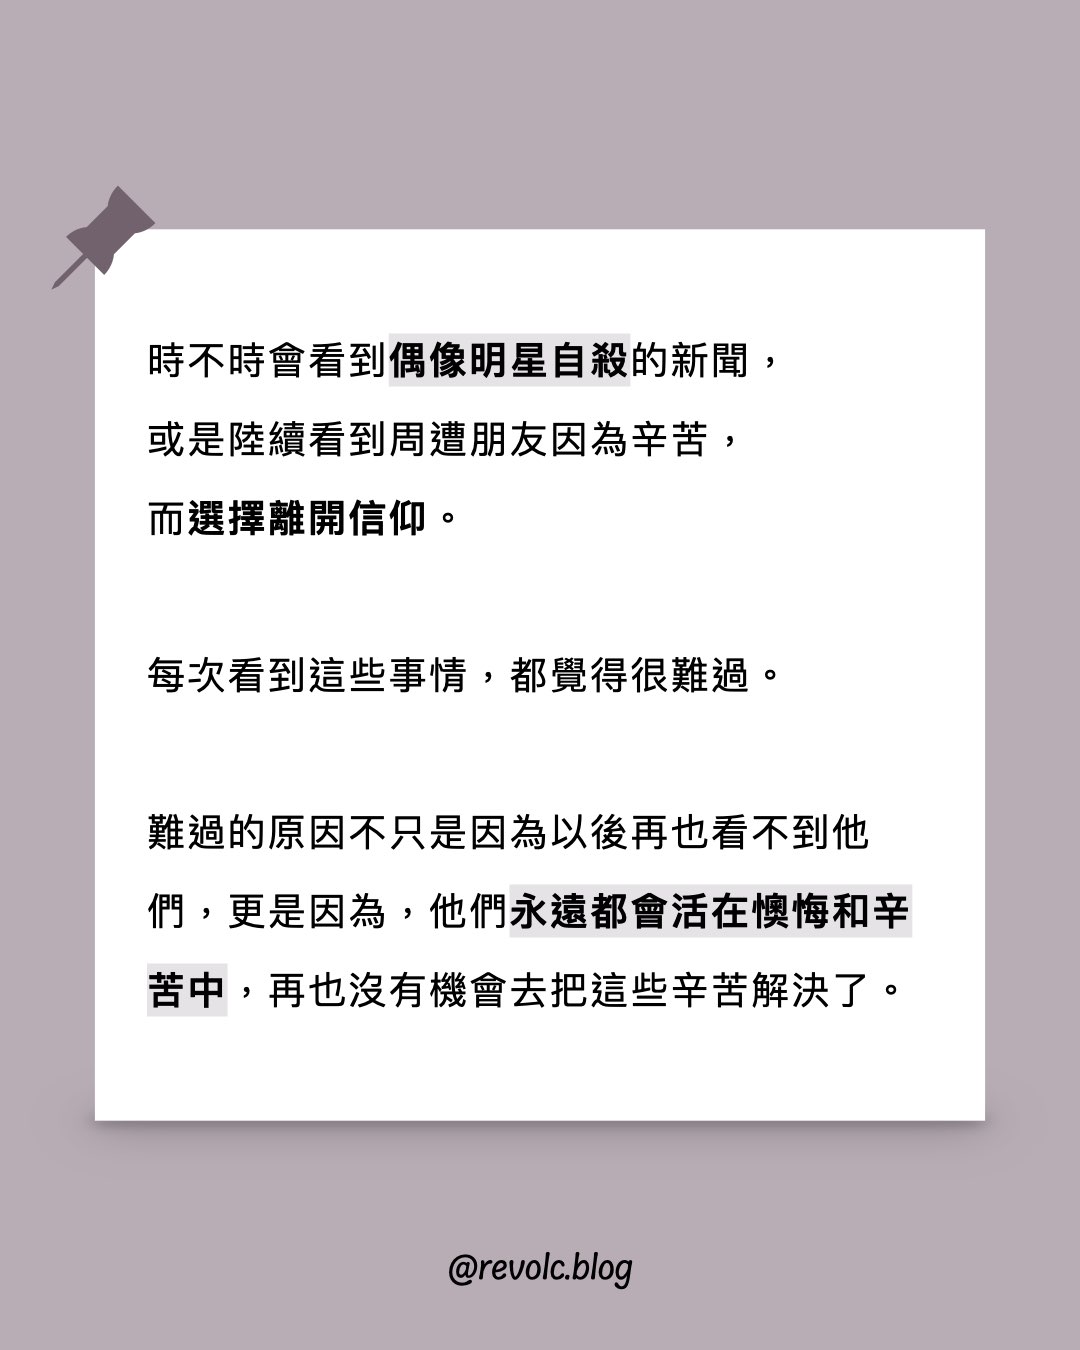 時不時會看到偶像明星自殺的新聞，
或是陸續看到周遭朋友因為辛苦，
而選擇離開信仰。
每次看到這些事情，都覺得很難過。
難過的原因不只是因為以後再也看不到他
們，更是因為，他們永遠都會活在懊悔和辛
苦中，再也沒有機會去把這些辛苦解決了。
@revolc.blog